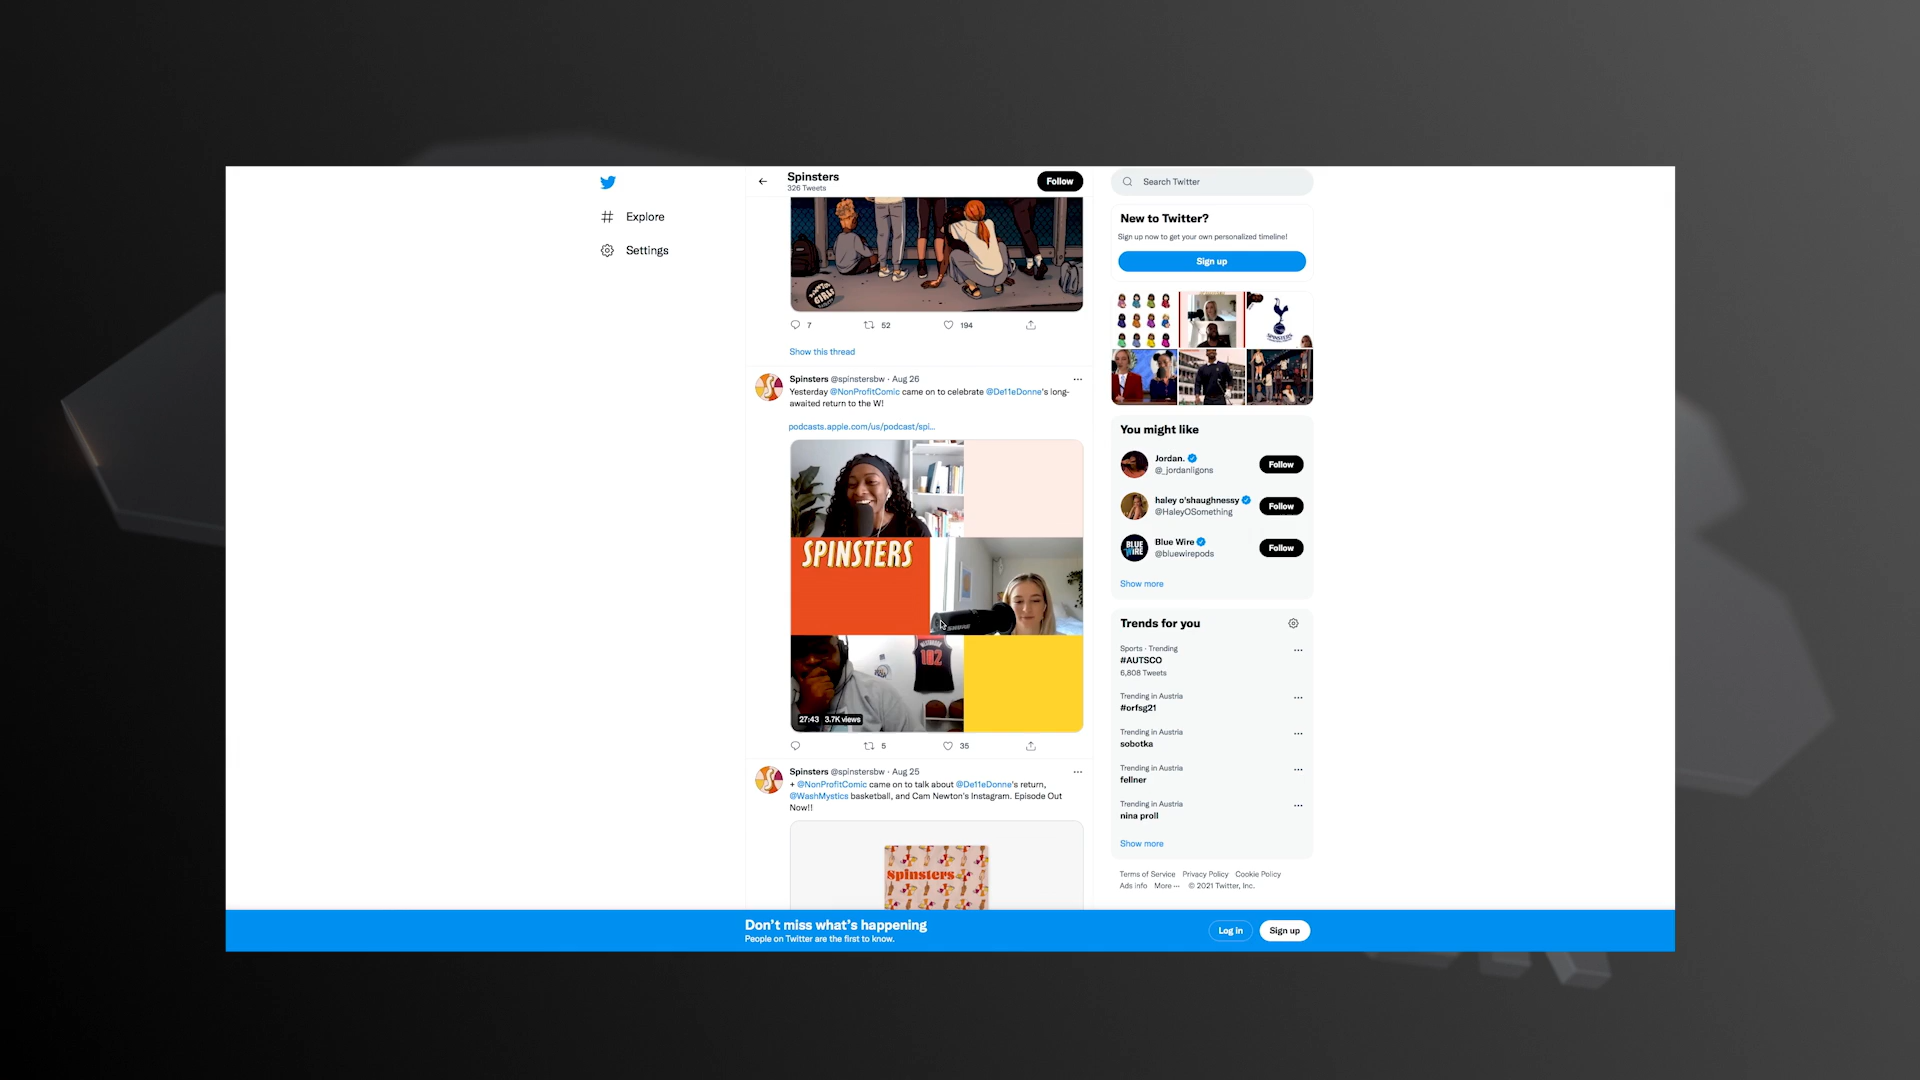 Spinsters
326 Tweets
Follow
Explore
Settings
7
52
194
Show this thread
Spinsters @spinstersbw · Aug 26
Yesterday @NonProfitComic came on to celebrate @De11eDonne's long-
awaited return to the W!
podcasts.apple.com/us/podcast/spi…
SPINSTERS
SHURE
102
27:43 3.7K views
5
35
Spinsters @spinstersbw · Aug 25
+ @NonProfitComic came on to talk about @De11eDonne's return,
@WashMystics basketball, and Cam Newton's Instagram. Episode Out
Now!!
Spinsters
Search Twitter
New to Twitter?
Sign up now to get your own personalized timeline!
Sign up
SPINSTERS
You might like
Jordan.
@_jordanligons
Follow
haley o'shaughnessy
@HaleyOSomething
Follow
BLUE
WIRE
Blue Wire
@bluewirepods
Follow
Show more
Trends for you
Sports · Trending
#AUTSCO
6,808 Tweets
Trending in Austria
#orfsg21
Trending in Austria
sobotka
Trending in Austria
fellner
Trending in Austria
nina proll
Show more
Terms of Service Privacy Policy Cookie Policy
Ads info More ··· © 2021 Twitter, Inc.
Don't miss what's happening
People on Twitter are the first to know.
Log in
Sign up